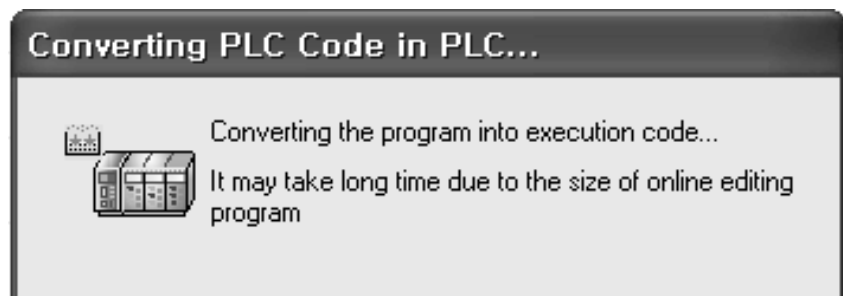 Converting PLC Code in PLC...
Converting the program into execution code...
It may take long time due to the size of online editing
program